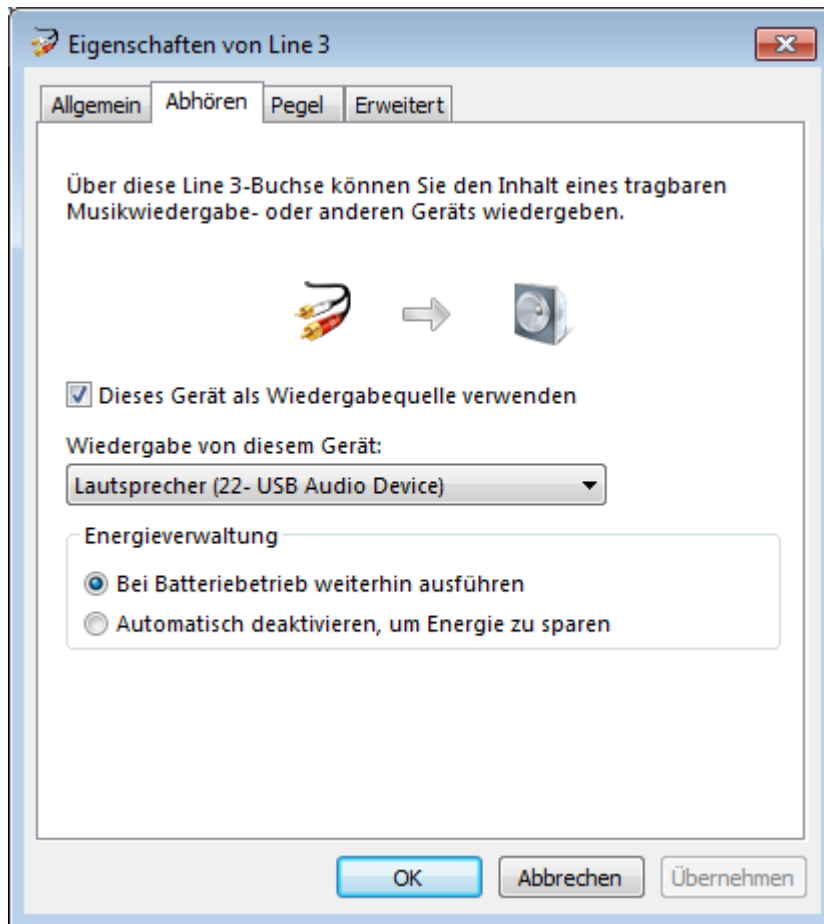 Eigenschaften von Line 3
Allgemein
Abhören
Pegel
Erweitert
Über diese Line 3-Buchse können Sie den Inhalt eines tragbaren
Musikwiedergabe- oder anderen Geräts wiedergeben.
Dieses Gerät als Wiedergabequelle verwenden
Wiedergabe von diesem Gerät:
Lautsprecher (22- USB Audio Device)
Energieverwaltung
Bei Batteriebetrieb weiterhin ausführen
Automatisch deaktivieren, um Energie zu sparen
OK
Abbrechen
Übernehmen